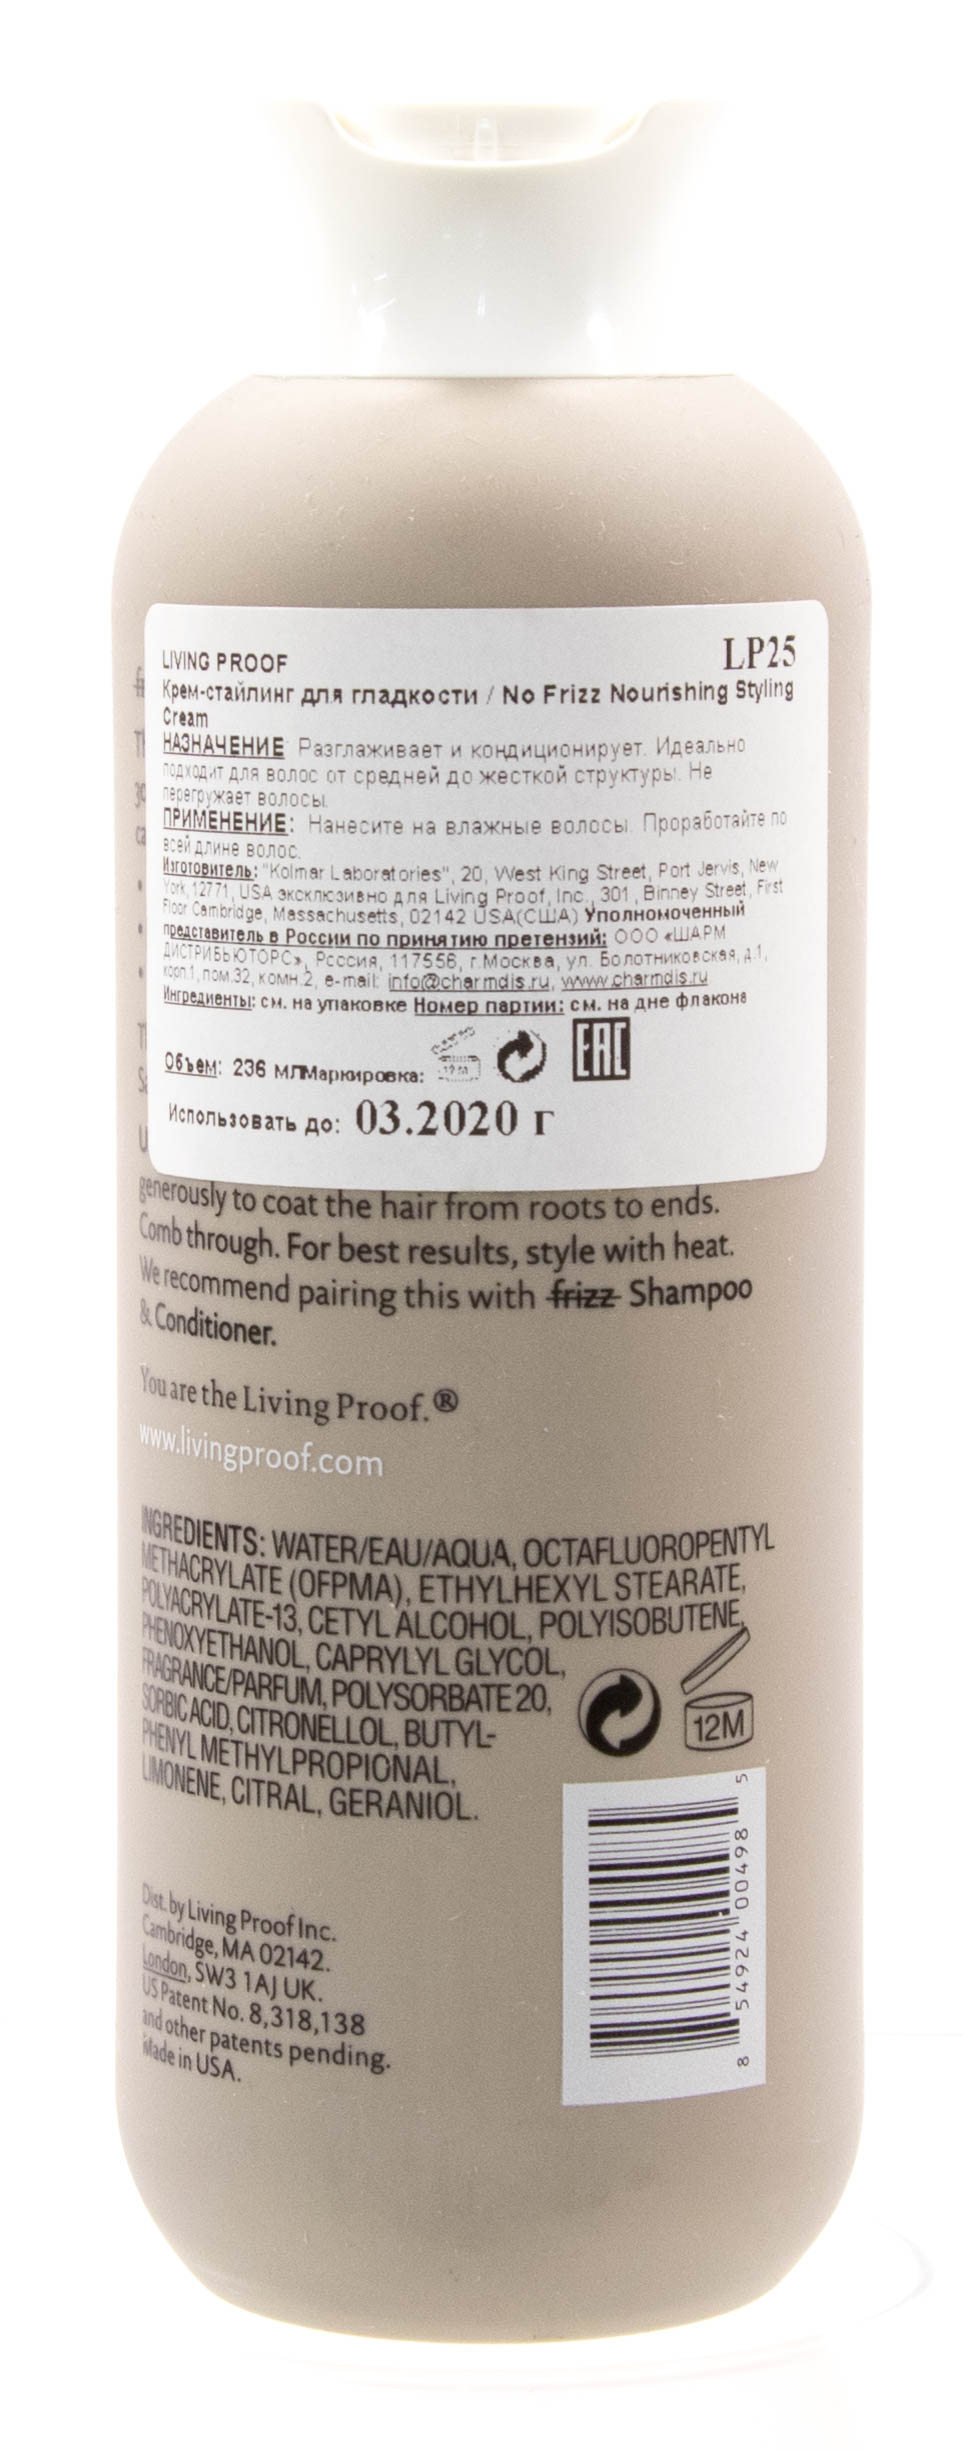 LIVING PROOF
LP25
Крем-стайлинг для гладкости / No Frizz Nourishing Styling
Cream
НАЗНАЧЕНИЕ Разглаживает и кондиционирует. Идеально
подходит для волос от средней до жесткой структуры. Не
перегружает волосы.
ПРИМЕНЕНИЕ: Нанесите на влажные волосы. Проработайте по
всей длине волос.
Изготовитель: "Kolmar Laboratories", 20, West King Street, Port Jervis, New
York, 12771, USA эксклюзивно для Living Proof, Inc., 301, Binney Street, First
Floor Cambridge, Massachusetts, 02142 USA(США) Уполномоченный
представитель в России по принятию претензий: ООО «ШАРМ
ДИСТРИБЬЮТОРС», Россия, 117556, г.Москва, ул. Болотниковская, д.1,
корп.1, пом.32, комн.2, e-mail: info@charmdis.ru, www.charmdis.ru
Ингредиенты: см. на упаковке Номер партии: см. на дне флакона
Объем: 236 мл Маркировка: 12 M EAC
Использовать до: 03.2020 г
generously to coat the hair from roots to ends.
Comb through. For best results, style with heat.
We recommend pairing this with frizz Shampoo
& Conditioner.
You are the Living Proof.®
www.livingproof.com
INGREDIENTS: WATER/EAU/AQUA, OCTAFLUOROPENTYL
METHACRYLATE (OFPMA), ETHYLHEXYL STEARATE,
POLYACRYLATE-13, CETYL ALCOHOL, POLYISOBUTENE,
PHENOXYETHANOL, CAPRYLYL GLYCOL,
FRAGRANCE/PARFUM, POLYSORBATE 20,
SORBIC ACID, CITRONELLOL, BUTYL-
PHENYL METHYLPROPIONAL,
LIMONENE, CITRAL, GERANIOL.
12M
8 54924 00498 5
Dist. by Living Proof Inc.
Cambridge, MA 02142.
London, SW3 1AJ UK.
US Patent No. 8,318,138
and other patents pending.
Made in USA.